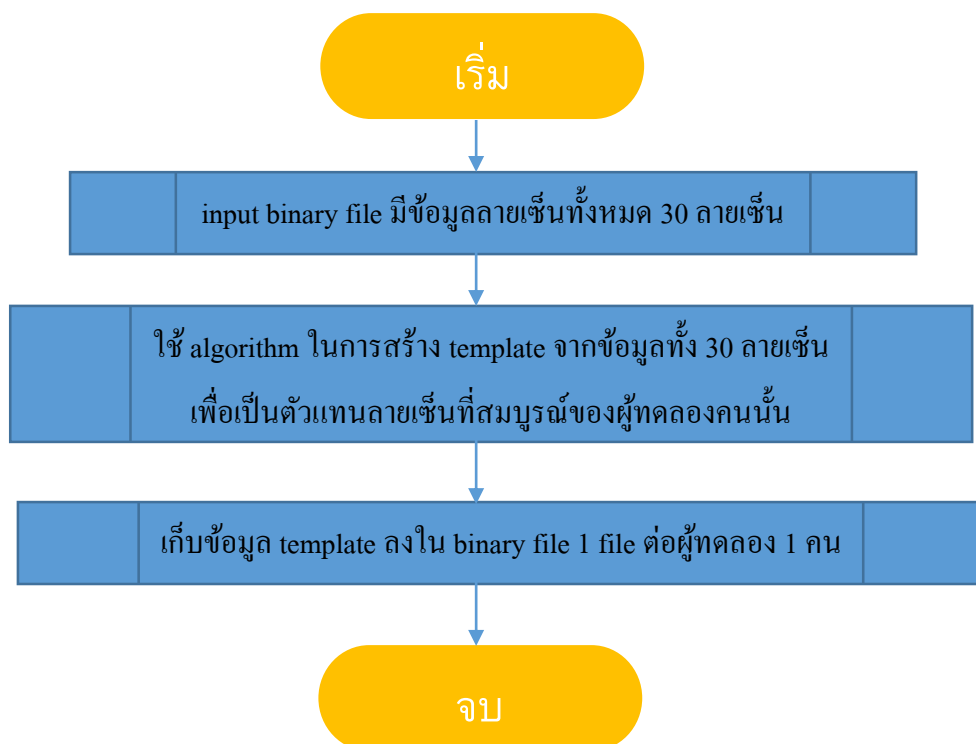 เริ่ม
input binary file มีข้อมูลลายเซ็นทั้งหมด 30 ลายเซ็น
ใช้ algorithm ในการสร้าง template จากข้อมูลทั้ง 30 ลายเซ็น
เพื่อเป็นตัวแทนลายเซ็นที่สมบูรณ์ของผู้ทดลองคนนั้น
เก็บข้อมูล template ลงใน binary file 1 file ต่อผู้ทดลอง 1 คน
จบ